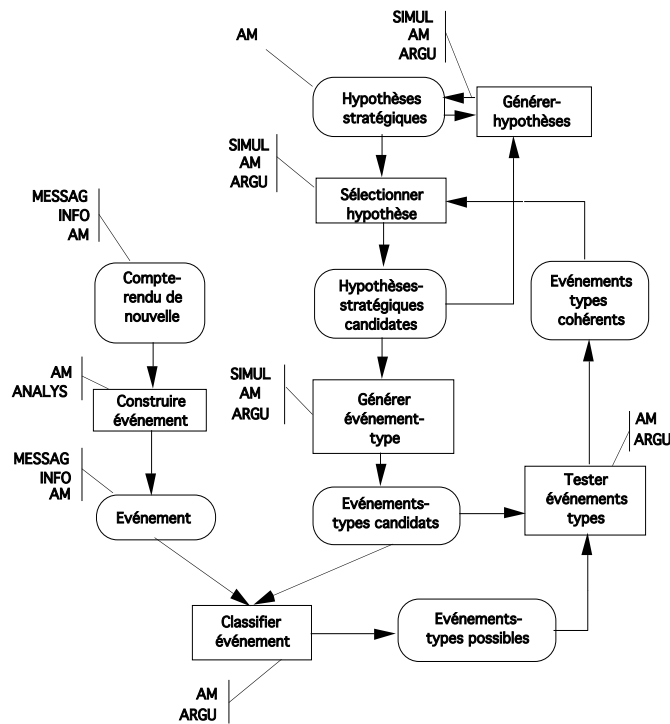 SIMUL
AM
ARGU
AM
Hypothèses
stratégiques
Générer-
hypothèses
SIMUL
AM
ARGU
Sélectionner
hypothèse
MESSAG
INFO
AM
Compte-
rendu de
nouvelle
Hypothèses-
stratégiques
candidates
Evénements
types
cohérents
AM
ANALYS
Construire
événement
SIMUL
AM
ARGU
Générer
événement-
type
AM
ARGU
MESSAG
INFO
AM
Evénement
Evénements-
types candidats
Tester
événements
types
Classifier
événement
Evénements-
types possibles
AM
ARGU